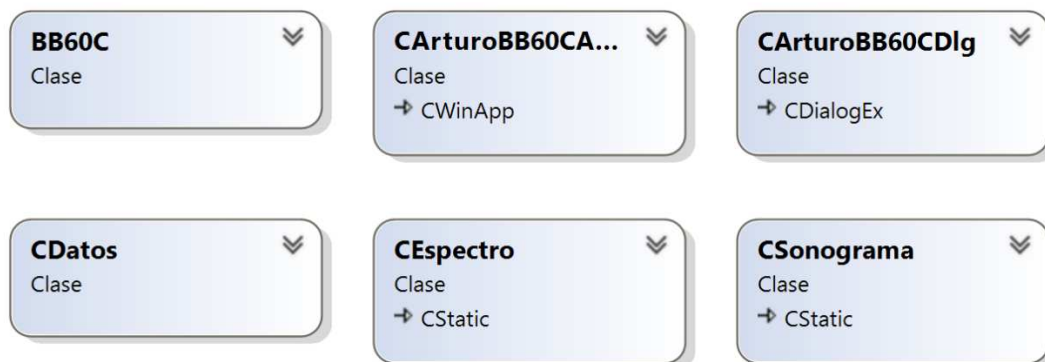 BB60C
Clase
CArturoBB60CA...
Clase
CWinApp
CArturoBB60CDlg
Clase
CDialogEx
CDatos
Clase
CEspectro
Clase
CStatic
CSonograma
Clase
CStatic